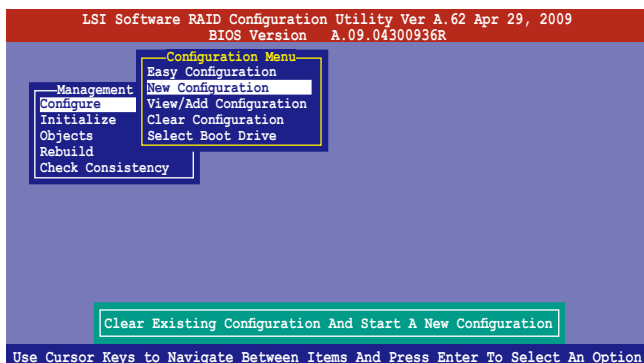 LSI Software RAID Configuration Utility Ver A.62 Apr 29, 2009
BIOS Version A.09.04300936R
Configuration Menu
Easy Configuration
New Configuration
View/Add Configuration
Clear Configuration
Select Boot Drive
Management
Configure
Initialize
Objects
Rebuild
Check Consistency
Clear Existing Configuration And Start A New Configuration
Use Cursor Keys to Navigate Between Items And Press Enter To Select An Option